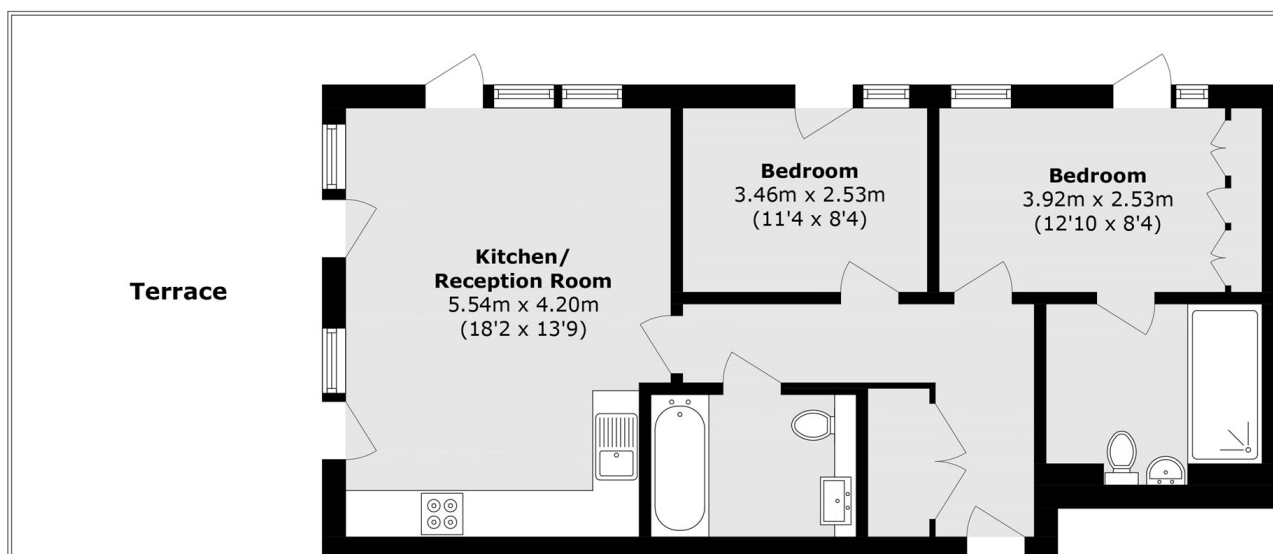 Bedroom
3.46m x 2.53m
(11'4 x 8'4)
Bedroom
3.92m x 2.53m
(12'10 x 8'4)
Kitchen/
Reception Room
5.54m x 4.20m
(18'2 x 13'9)
Terrace